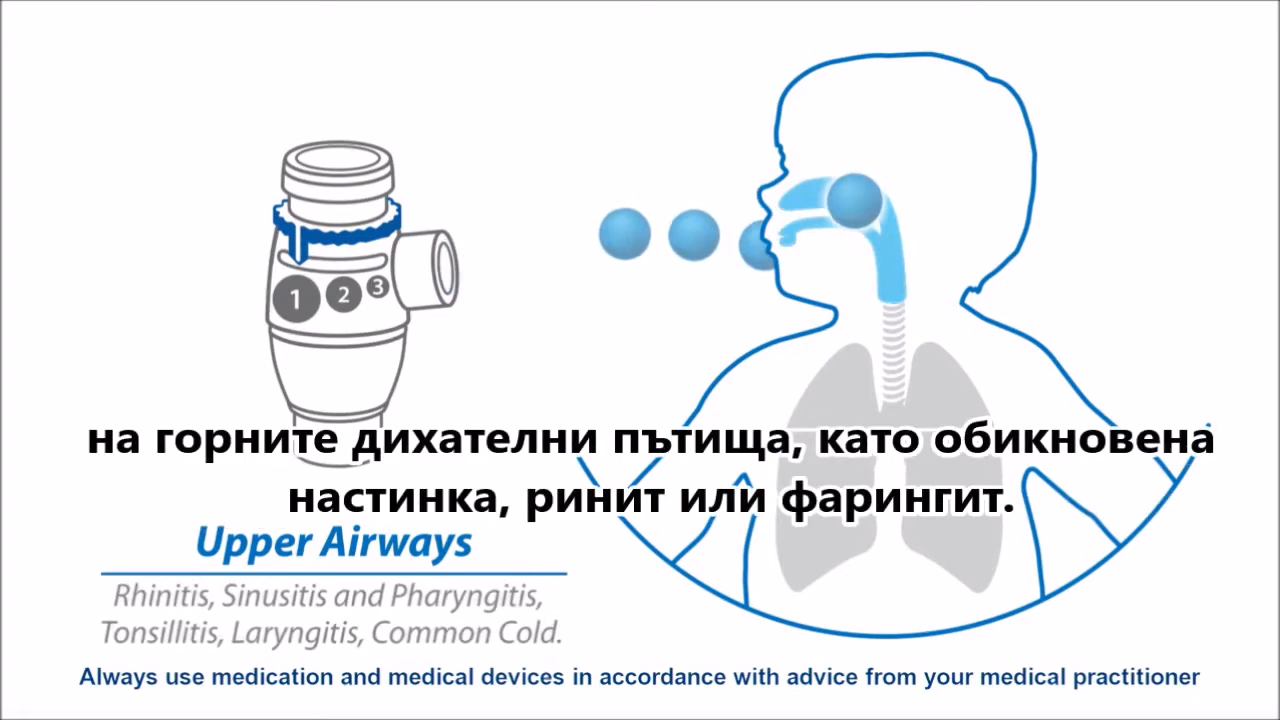 1 2 3
на горните дихателни пътища, като обикновена
настинка, ринит или фарингит.
Upper Airways
Rhinitis, Sinusitis and Pharyngitis,
Tonsillitis, Laryngitis, Common Cold.
Always use medication and medical devices in accordance with advice from your medical practitioner